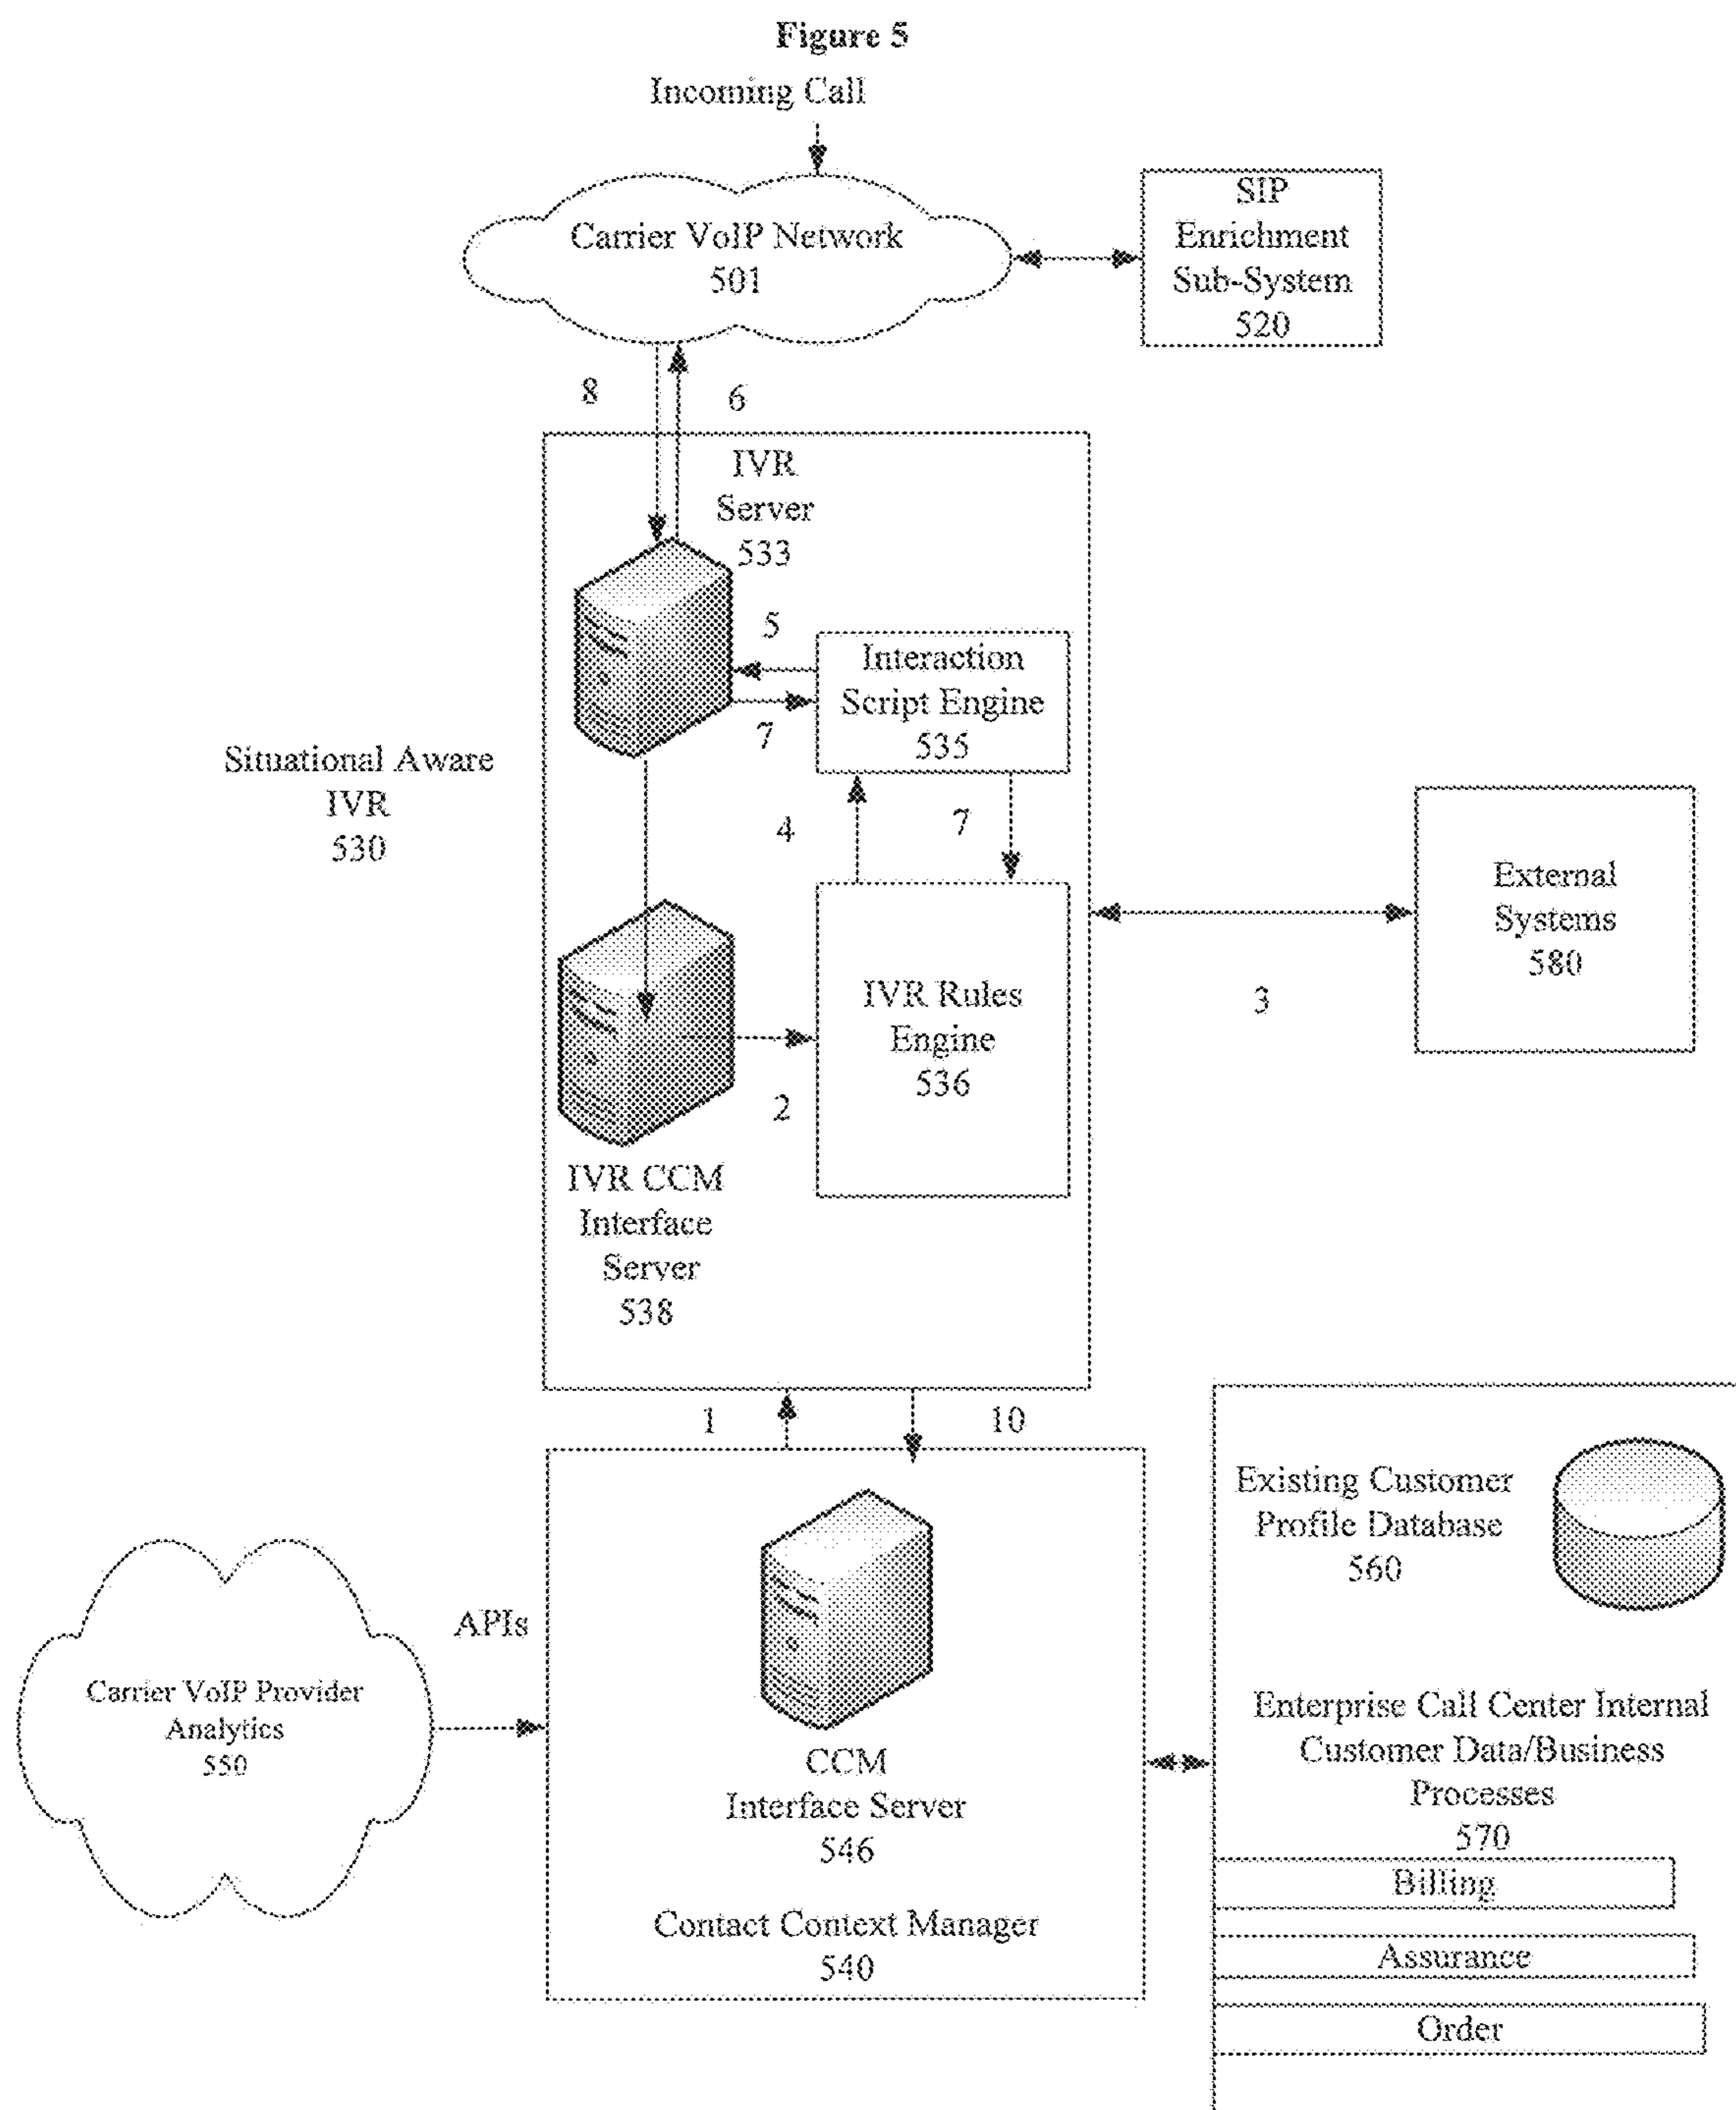 Figure 5
Incoming Call
Carrier VoIP Network
501
SIP
Enrichment
Sub-System
520
8
6
IVR
Server
533
5
7
Interaction
Script Engine
535
Situational Aware
IVR
530
4
7
External
Systems
580
3
IVR Rules
Engine
536
2
IVR CCM
Interface
Server
538
1
10
Existing Customer
Profile Database
560
APIs
Carrier VoIP Provider
Analytics
550
Enterprise Call Center Internal
Customer Data/Business
Processes
570
CCM
Interface Server
546
Billing
Contact Context Manager
540
Assurance
Order